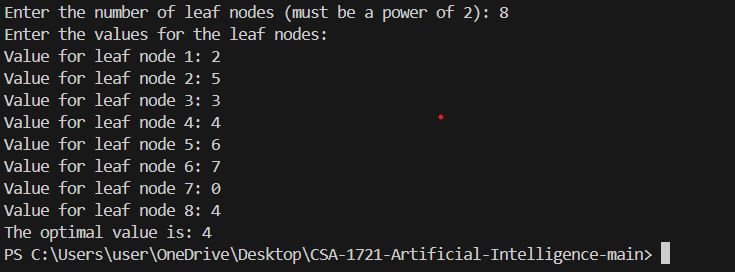 Enter the number of leaf nodes (must be a power of 2): 8
Enter the values for the leaf nodes:
Value for leaf node 1: 2
Value for leaf node 2: 5
Value for leaf node 3: 3
Value for leaf node 4: 4
Value for leaf node 5: 6
Value for leaf node 6: 7
Value for leaf node 7: 0
Value for leaf node 8: 4
The optimal value is: 4
PS C:\Users\user\OneDrive\Desktop\CSA-1721-Artificial-Intelligence-main>